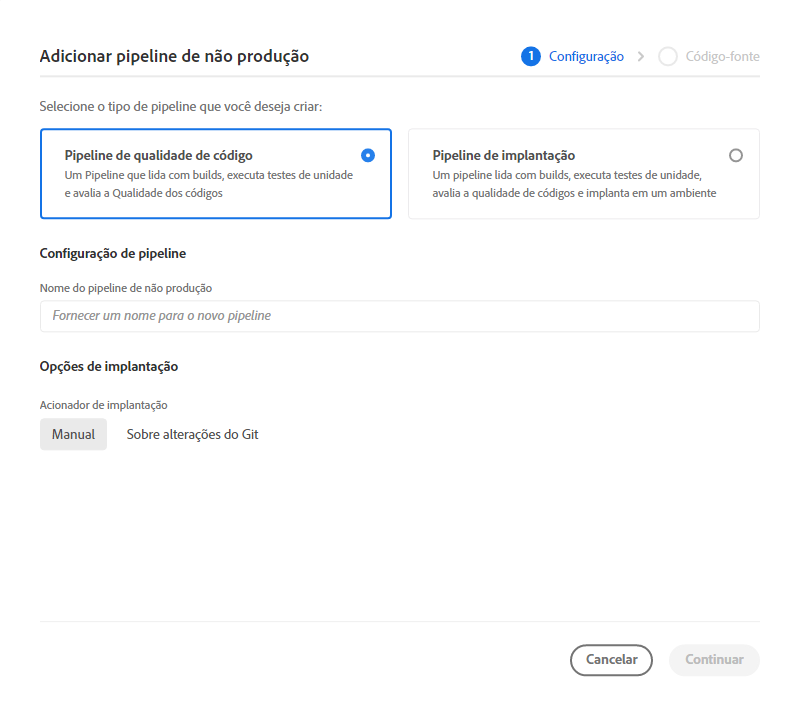 Adicionar pipeline de não produção
1 Configuração > Código-fonte
Selecione o tipo de pipeline que você deseja criar:
Pipeline de qualidade de código
Um Pipeline que lida com builds, executa testes de unidade
e avalia a Qualidade dos códigos
Pipeline de implantação
Um pipeline lida com builds, executa testes de unidade,
avalia a qualidade de códigos e implanta em um ambiente
Configuração de pipeline
Nome do pipeline de não produção
Fornecer um nome para o novo pipeline
Opções de implantação
Acionador de implantação
Manual Sobre alterações do Git
Cancelar Continuar